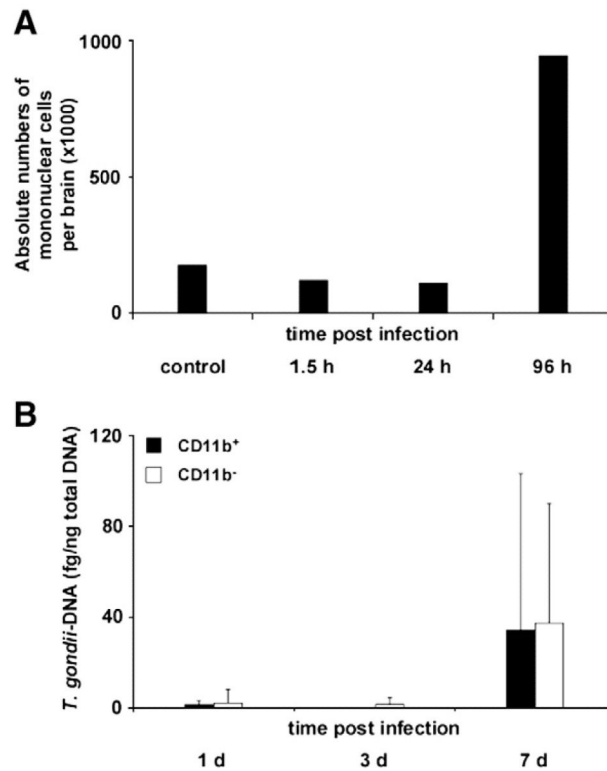 A
Absolute numbers of
mononuclear cells
per brain (x1000)
1000
500
0
time post infection
control 1.5 h 24 h 96 h
B
T. gondii-DNA (fg/ng total DNA)
120
80
40
0
CD11b⁺
CD11b⁻
time post infection
1 d 3 d 7 d